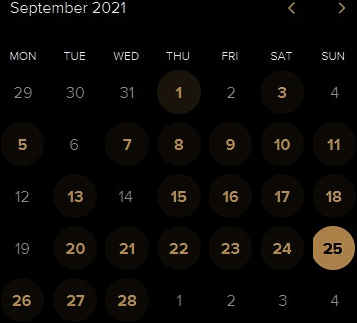 September 2021
MON TUE WED THU FRI SAT SUN
29 30 31 1 2 3 4
5 6 7 8 9 10 11
12 13 14 15 16 17 18
19 20 21 22 23 24 25
26 27 28 1 2 3 4